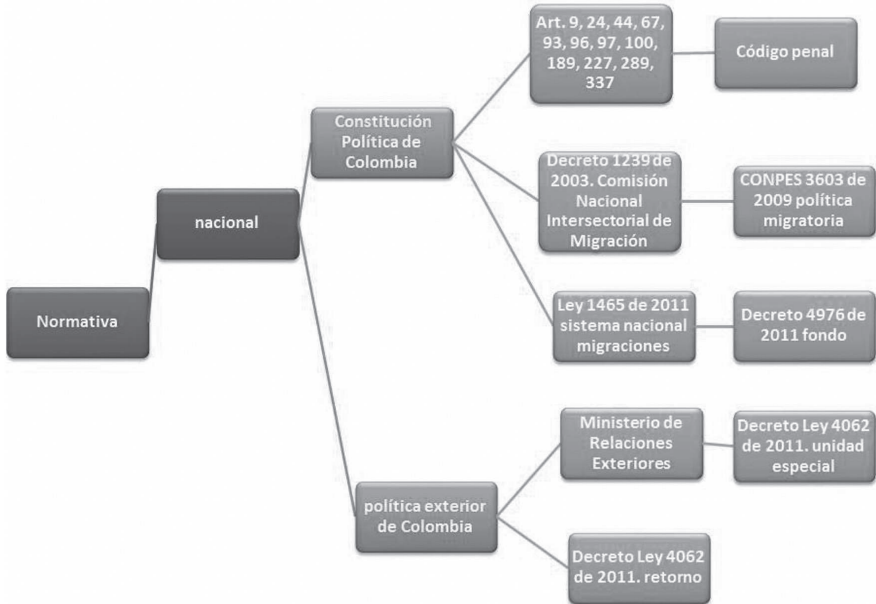 Art. 9, 24, 44, 67,
93, 96, 97, 100,
189, 227, 289,
337
Código penal
Constitución
Política de
Colombia
Decreto 1239 de
2003. Comisión
Nacional
Intersectorial de
Migración
CONPES 3603 de
2009 política
migratoria
nacional
Normativa
Ley 1465 de 2011
sistema nacional
migraciones
Decreto 4976 de
2011 fondo
Ministerio de
Relaciones
Exteriores
Decreto Ley 4062
de 2011. unidad
especial
política exterior
de Colombia
Decreto Ley 4062
de 2011. retorno